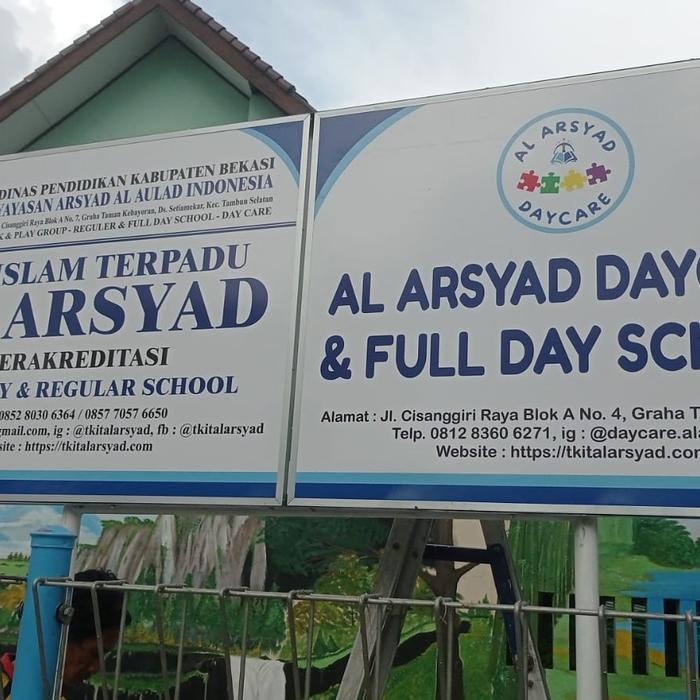 DINAS PENDIDIKAN KABUPATEN BEKASI
YAYASAN ARSYAD AL AULAD INDONESIA
Cisanggiri Raya Blok A No. 7, Graha Taman Kebayoran, Ds. Setiamekar, Kec. Tambun Selatan
& PLAY GROUP - REGULER & FULL DAY SCHOOL - DAY CARE
ISLAM TERPADU
ARSYAD
ERAKREDITASI
Y & REGULAR SCHOOL
0852 8030 6364 / 0857 7057 6650
gmail.com, ig : @tkitalarsyad, fb : @tkitalarsyad
site : https://tkitalarsyad.com
AL ARSYAD
DAYCARE
AL ARSYAD DAYC
& FULL DAY SCH
Alamat : Jl. Cisanggiri Raya Blok A No. 4, Graha T
Telp. 0812 8360 6271, ig : @daycare.ala
Website : https://tkitalarsyad.com